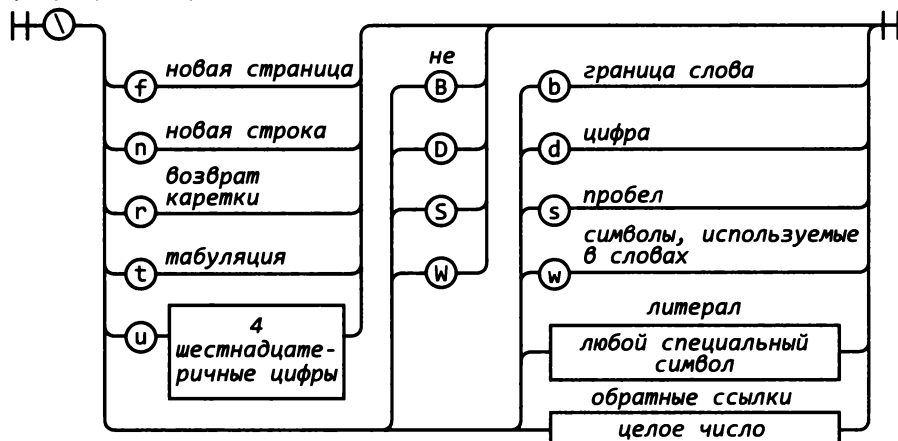 \
f новая страница
n новая строка
r возврат
каретки
t табуляция
u 4
шестнадцате-
ричные цифры
не
B
D
S
W
b граница слова
d цифра
s пробел
w символы, используемые
в словах
литерал
любой специальный
символ
обратные ссылки
целое число